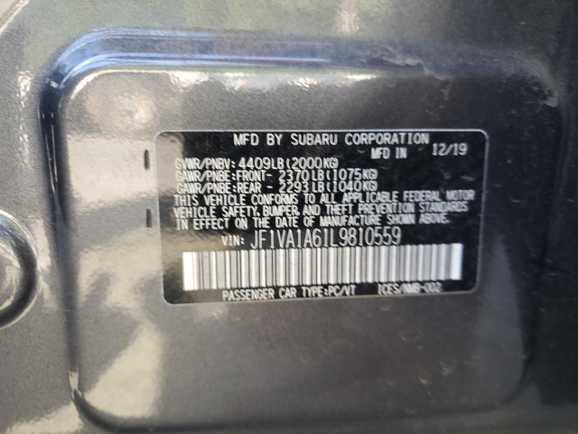 MFD BY SUBARU CORPORATION
MFD IN 12/19
GVWR/PNBV: 4409LB(2000KG)
GAWR/PNBE:FRONT- 2370LB(1075KG)
GAWR/PNBE:REAR - 2293LB(1040KG)
THIS VEHICLE CONFORMS TO ALL APPLICABLE FEDERAL MOTOR
VEHICLE SAFETY, BUMPER, AND THEFT PREVENTION STANDARDS
IN EFFECT ON THE DATE OF MANUFACTURE SHOWN ABOVE.
VIN: JF1VA1A61L9810559
PASSENGER CAR TYPE:PC/VT ICES/NMB-002